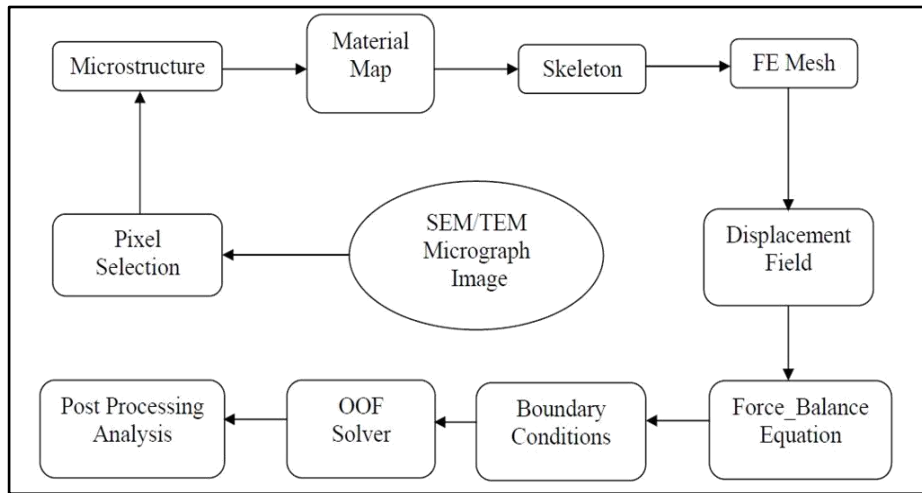 Microstructure
Material
Map
Skeleton
FE Mesh
Pixel
Selection
SEM/TEM
Micrograph
Image
Displacement
Field
Post Processing
Analysis
OOF
Solver
Boundary
Conditions
Force_Balance
Equation